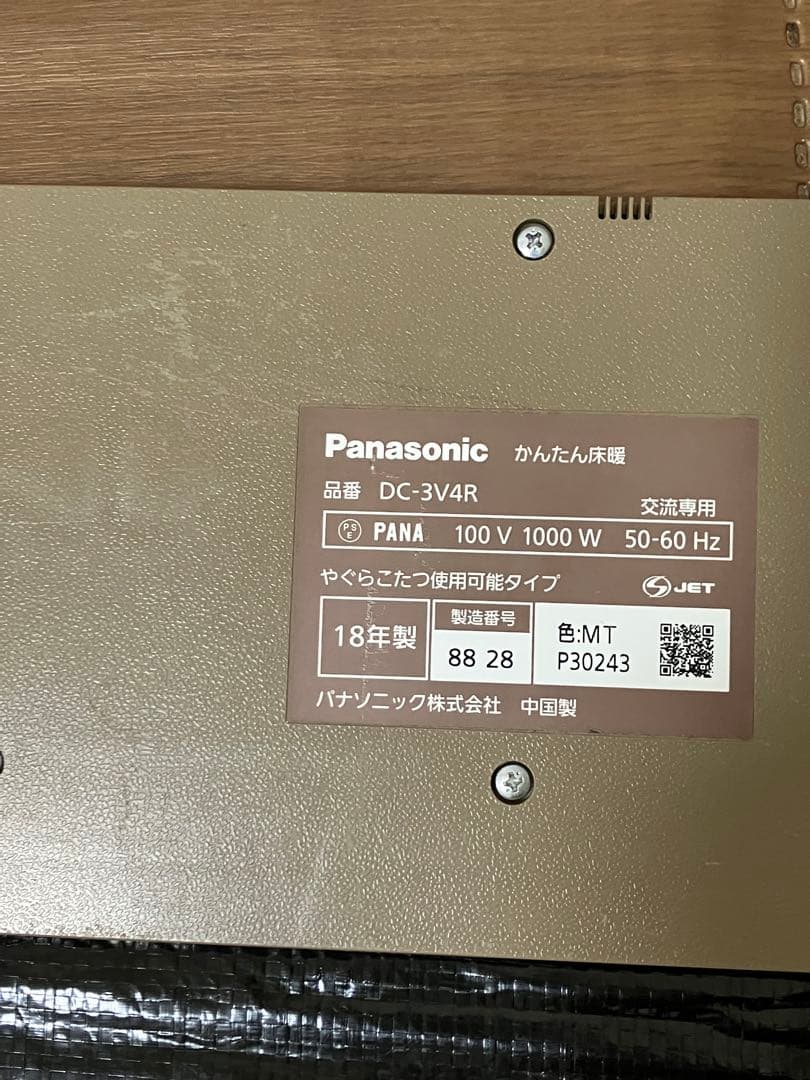 Panasonic かんたん床暖
品番 DC-3V4R
交流専用
PSE PANA 100 V 1000 W 50-60 Hz
やぐらこたつ使用可能タイプ
S JET
18年製
製造番号
88 28
色:MT
P30243
パナソニック株式会社 中国製